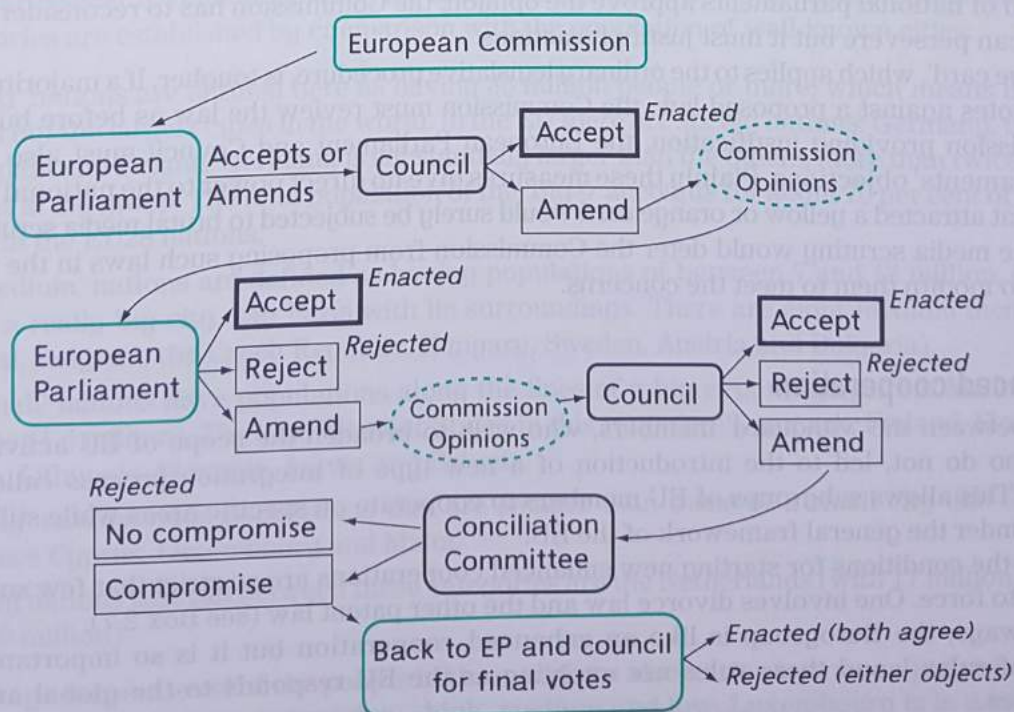 European Commission
European
Parliament
Accepts or
Amends
Council
Enacted
Accept
Amend
Commission
Opinions
European
Parliament
Enacted
Accept
Rejected
Reject
Amend
Commission
Opinions
Council
Enacted
Accept
Rejected
Reject
Amend
Rejected
No compromise
Compromise
Conciliation
Committee
Back to EP and council
for final votes
Enacted (both agree)
Rejected (either objects)